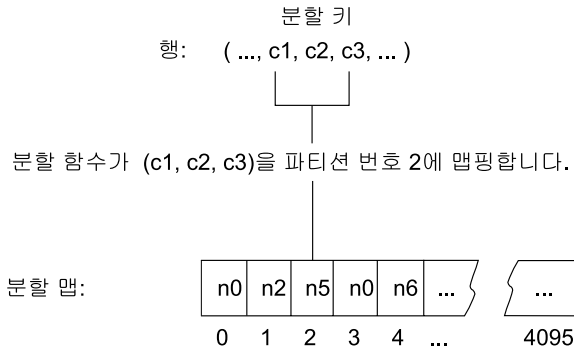 분할 키
행: ( ..., c1, c2, c3, ... )
분할 함수가 (c1, c2, c3)을 파티션 번호 2에 맵핑합니다.
분할 맵: n0 n2 n5 n0 n6 ... ...
0 1 2 3 4 ... 4095